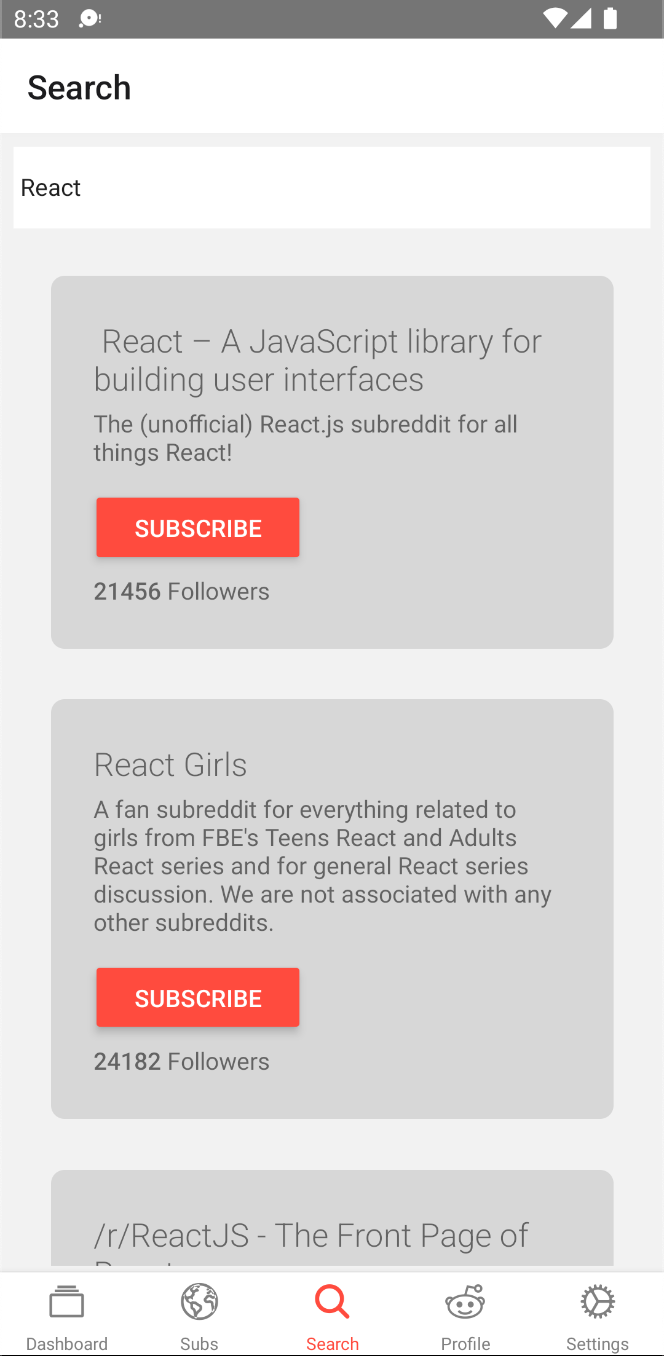 8:33
Search
React
React – A JavaScript library for
building user interfaces
The (unofficial) React.js subreddit for all
things React!
SUBSCRIBE
21456 Followers
React Girls
A fan subreddit for everything related to
girls from FBE's Teens React and Adults
React series and for general React series
discussion. We are not associated with any
other subreddits.
SUBSCRIBE
24182 Followers
/r/ReactJS - The Front Page of
Dashboard
Subs
Search
Profile
Settings